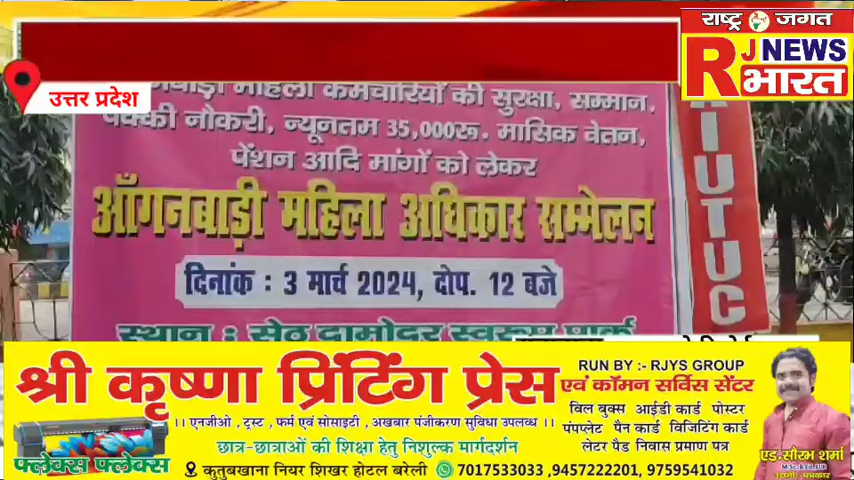 राष्ट्र जगत
RJ NEWS
भारत
उत्तर प्रदेश
महिला कर्मचारियों की सुरक्षा, सम्मान,
पक्की नौकरी, न्यूनतम 35,000रू. मासिक वेतन,
पेंशन आदि मांगों को लेकर
आँगनवाड़ी महिला अधिकार सम्मेलन
दिनांक : 3 मार्च 2024, दोप. 12 बजे
स्थान : सेठ दामोदर स्वरूप पार्क
AIUTUC
श्री कृष्णा प्रिंटिंग प्रेस
RUN BY :- RJYS GROUP
एवं कॉमन सर्विस सेंटर
।। एनजीओ , ट्रस्ट , फर्म एवं सोसाइटी , अखबार पंजीकरण सुविधा उपलब्ध ।।
बिल बुक्स आईडी कार्ड पोस्टर
पंपप्लेट पैन कार्ड विजिटिंग कार्ड
लेटर पैड निवास प्रमाण पत्र
छात्र-छात्राओं की शिक्षा हेतु निशुल्क मार्गदर्शन
फ्लेक्स फ्लेक्स
कुतुबखाना नियर शिखर होटल बरेली 7017533033 ,9457222201, 9759541032
एड.सौरभ शर्मा